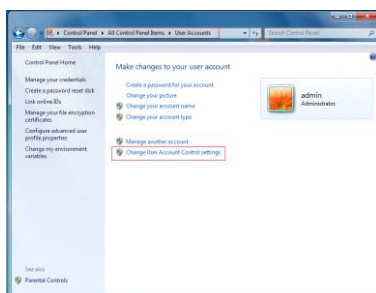 Control Panel ▸ All Control Panel Items ▸ User Accounts
Search Control Panel
File Edit View Tools Help
Control Panel Home
Manage your credentials
Create a password reset disk
Link online IDs
Manage your file encryption
certificates
Configure advanced user
profile properties
Change my environment
variables
See also
Parental Controls
Make changes to your user account
Create a password for your account
Change your picture
Change your account name
Change your account type
Manage another account
Change User Account Control settings
admin
Administrator